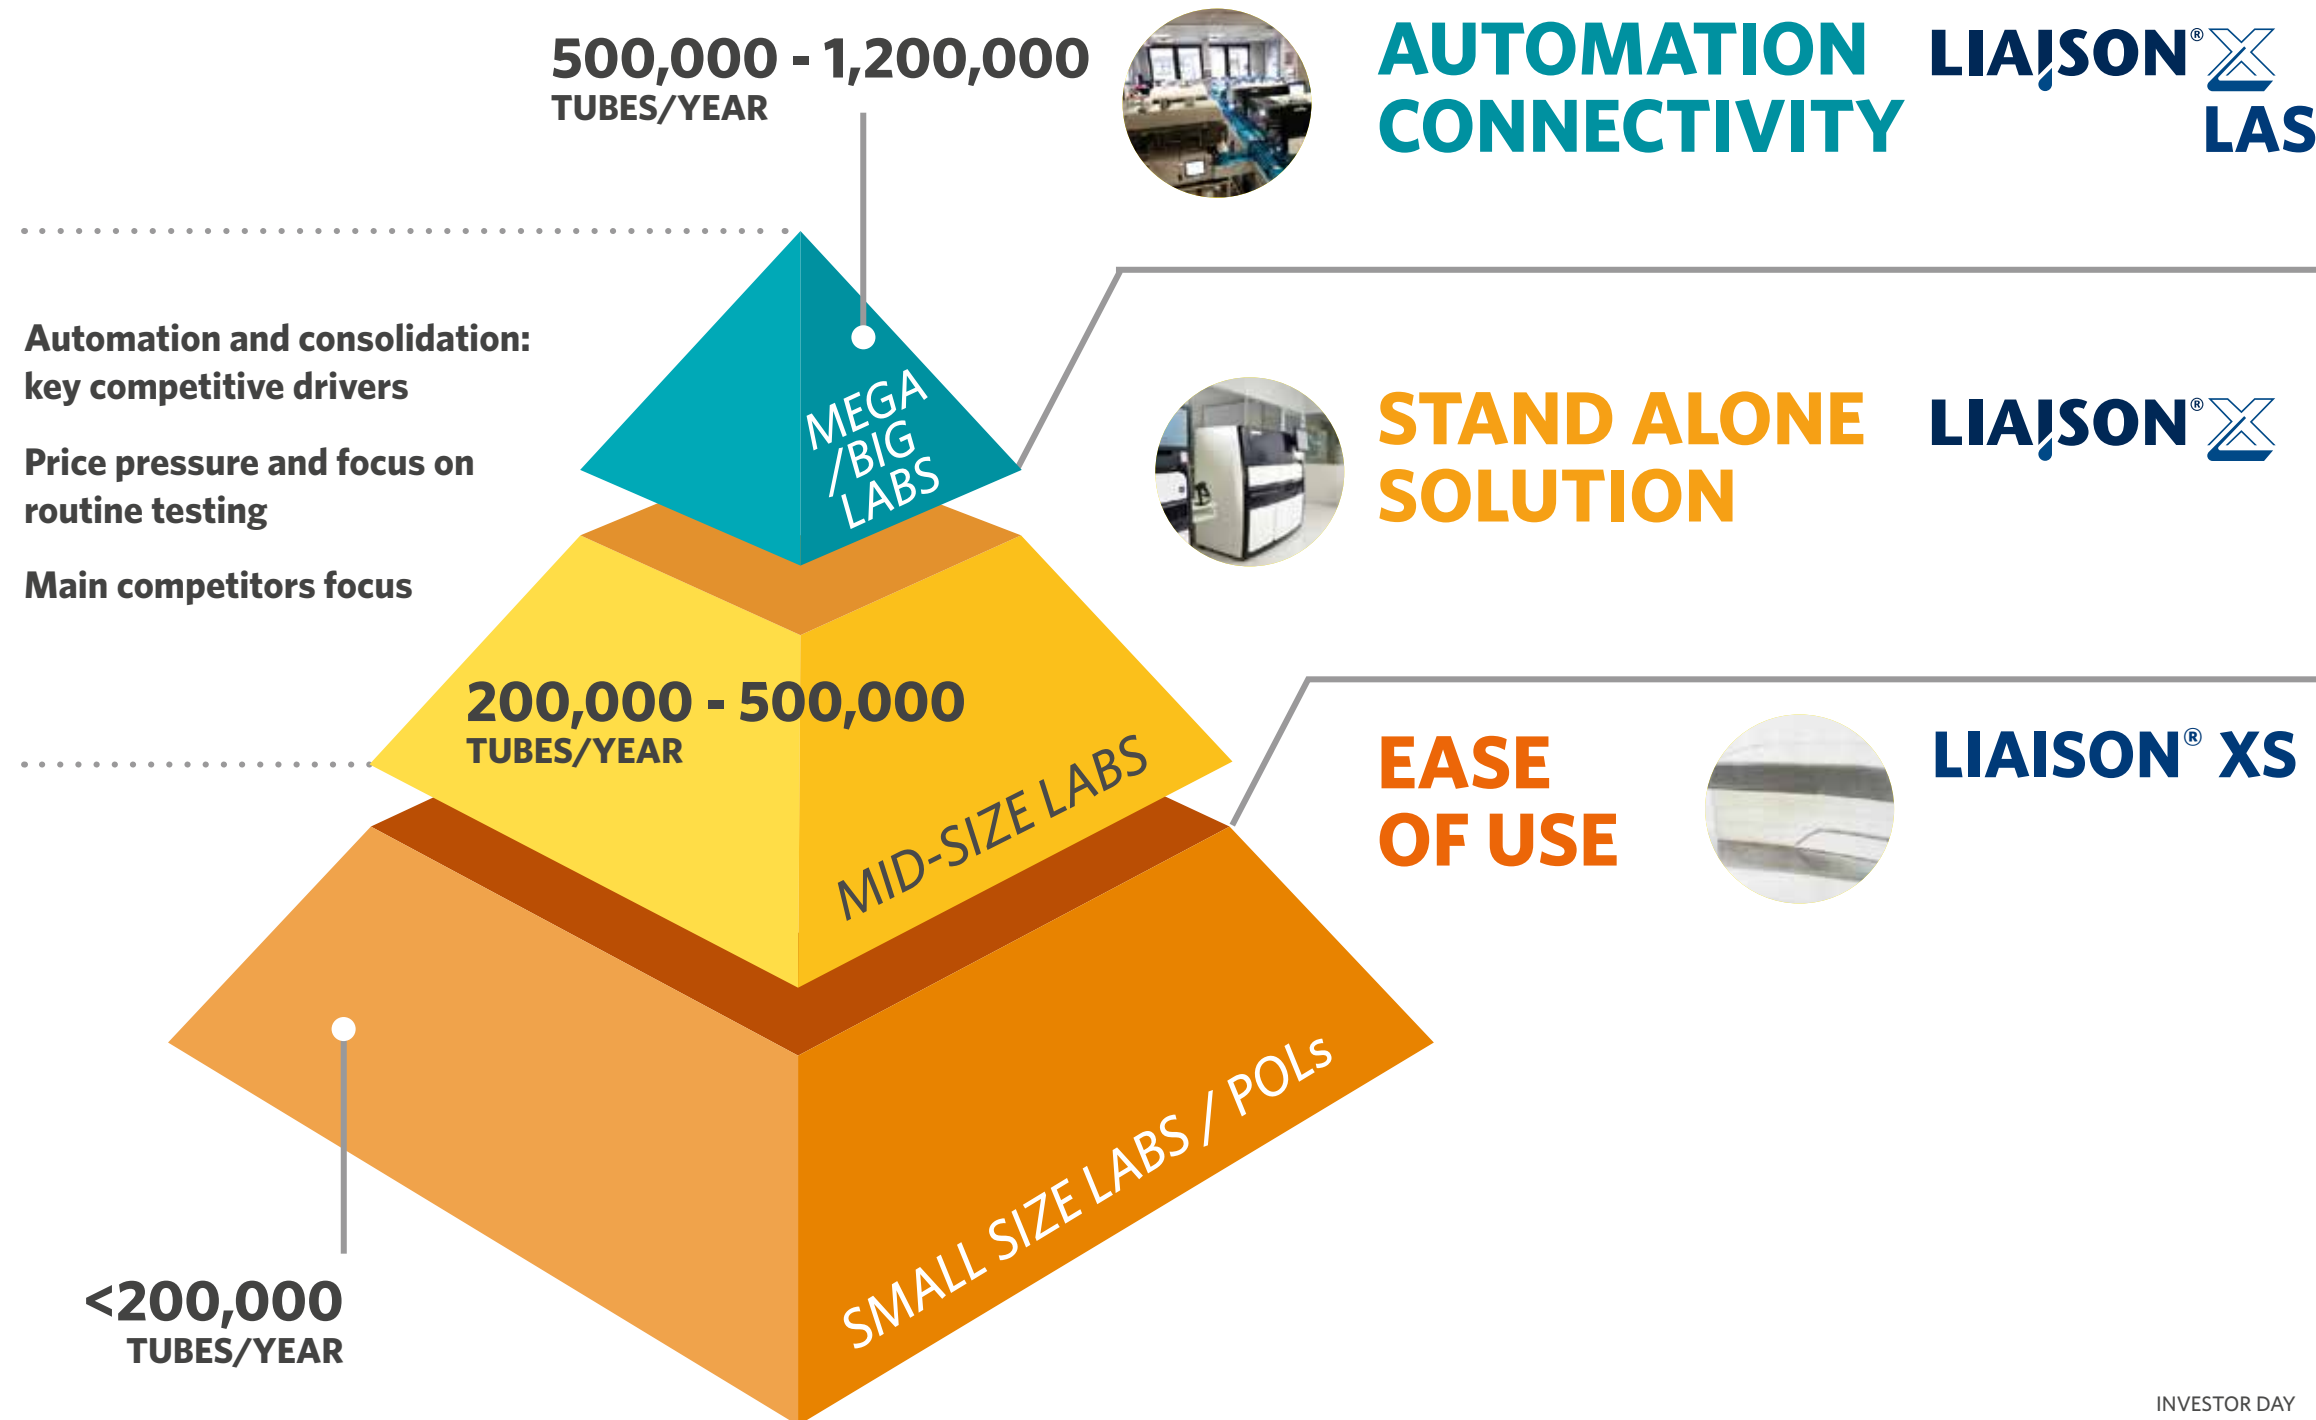 500,000 - 1,200,000
TUBES/YEAR
AUTOMATION
CONNECTIVITY
LIAISON® XL
LAS
Automation and consolidation:
key competitive drivers
Price pressure and focus on
routine testing
Main competitors focus
MEGA
/BIG
LABS
STAND ALONE
SOLUTION
LIAISON® XL
200,000 - 500,000
TUBES/YEAR
MID-SIZE LABS
EASE
OF USE
LIAISON® XS
SMALL SIZE LABS / POLs
<200,000
TUBES/YEAR
INVESTOR DAY